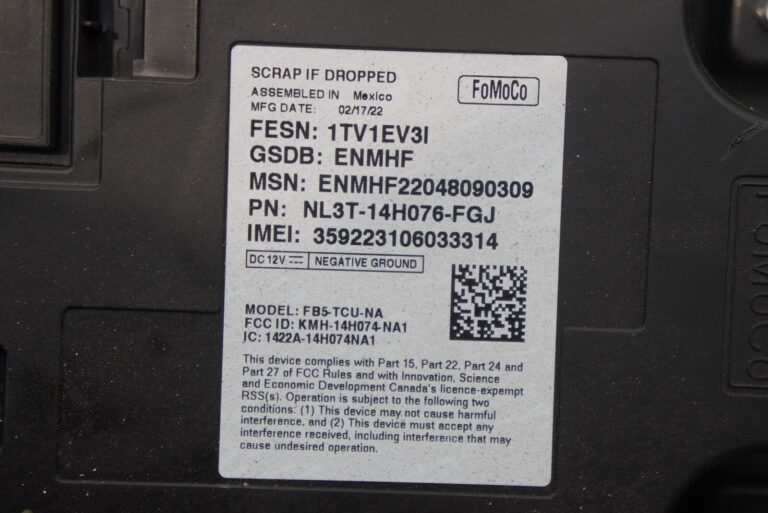 SCRAP IF DROPPED
FoMoCo
ASSEMBLED IN Mexico
MFG DATE: 02/17/22
FESN: 1TV1EV3I
GSDB: ENMHF
MSN: ENMHF22048090309
PN: NL3T-14H076-FGJ
IMEI: 359223106033314
DC 12V NEGATIVE GROUND
MODEL: FB5-TCU-NA
FCC ID: KMH-14H074-NA1
IC: 1422A-14H074NA1
This device complies with Part 15, Part 22, Part 24 and
Part 27 of FCC Rules and with Innovation, Science
and Economic Development Canada's licence-exempt
RSS(s). Operation is subject to the following two
conditions: (1) This device may not cause harmful
interference, and (2) This device must accept any
interference received, including interference that may
cause undesired operation.
FOMOCO